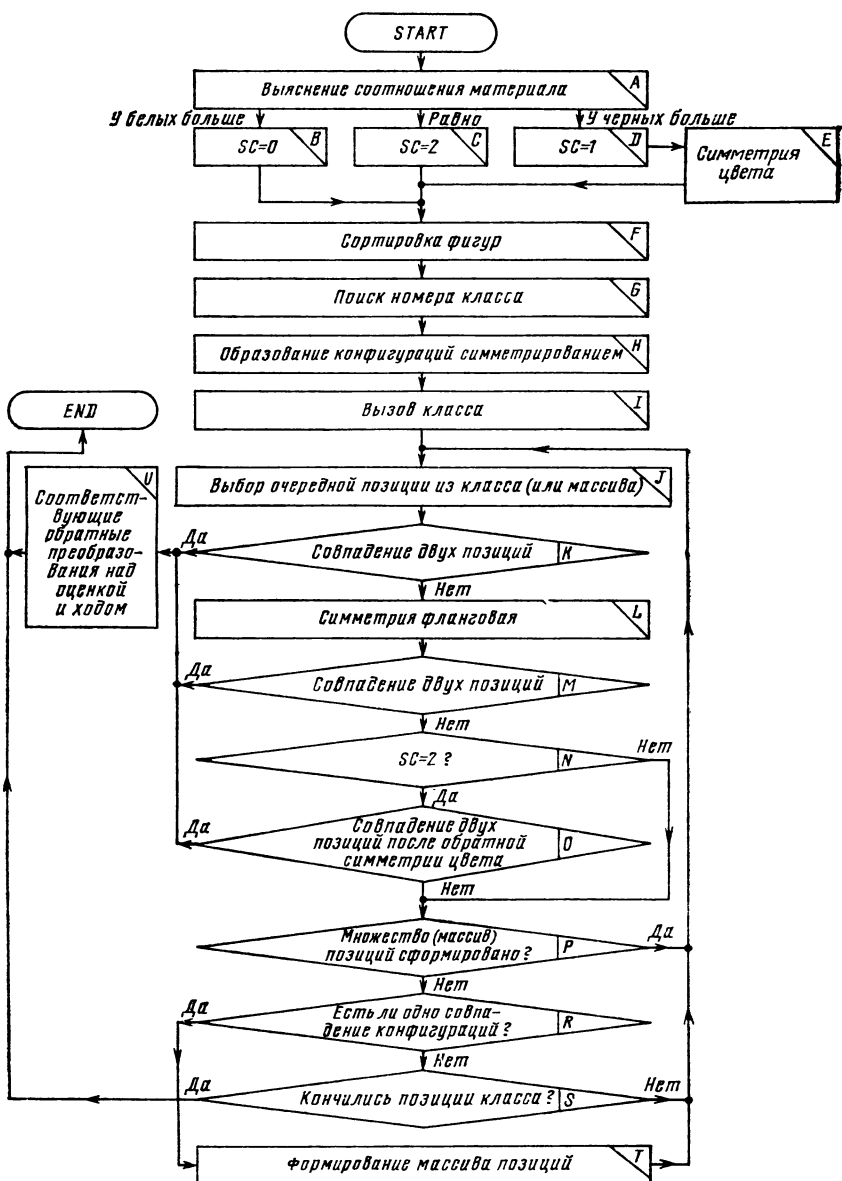 START
Выяснение соотношения материала
A
У белых больше
Равно
У черных больше
SC=0
B
SC=2
C
SC=1
D
Симметрия
цвета
E
Сортировка фигур
F
Поиск номера класса
G
Образование конфигураций симметрированием
H
END
Вызов класса
I
Выбор очередной позиции из класса (или массива)
J
Соответст-
вующие
рбратные
преобразо-
вания над
оценкой
и ходом
U
Да
Совпадение двух позиций
K
Нет
Симметрия фланговая
L
Да
Совпадение двух позиций
M
Нет
SC=2 ?
N
Нет
Да
Да
Совпадение двух
позиций после обратной
симметрии цвета
O
Нет
Множество (массив)
позиций сформировано ?
P
Да
Нет
Да
Есть ли одно совпа-
дение конфигураций ?
R
Нет
Да
Кончились позиции класса ?
S
Нет
Формирование массива позиций
T